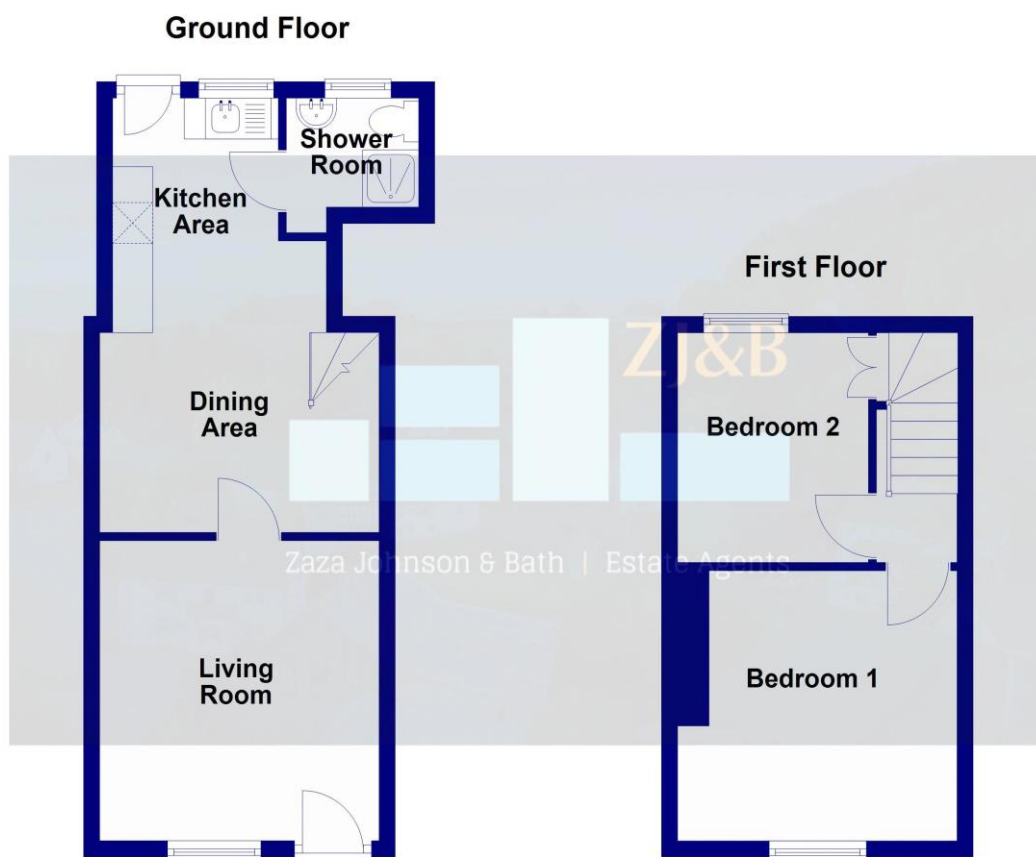 Ground Floor
Shower
Room
Kitchen
Area
First Floor
ZJ&B
Dining
Area
Bedroom 2
Zaza Johnson & Bath | Estate Agents
Living
Room
Bedroom 1